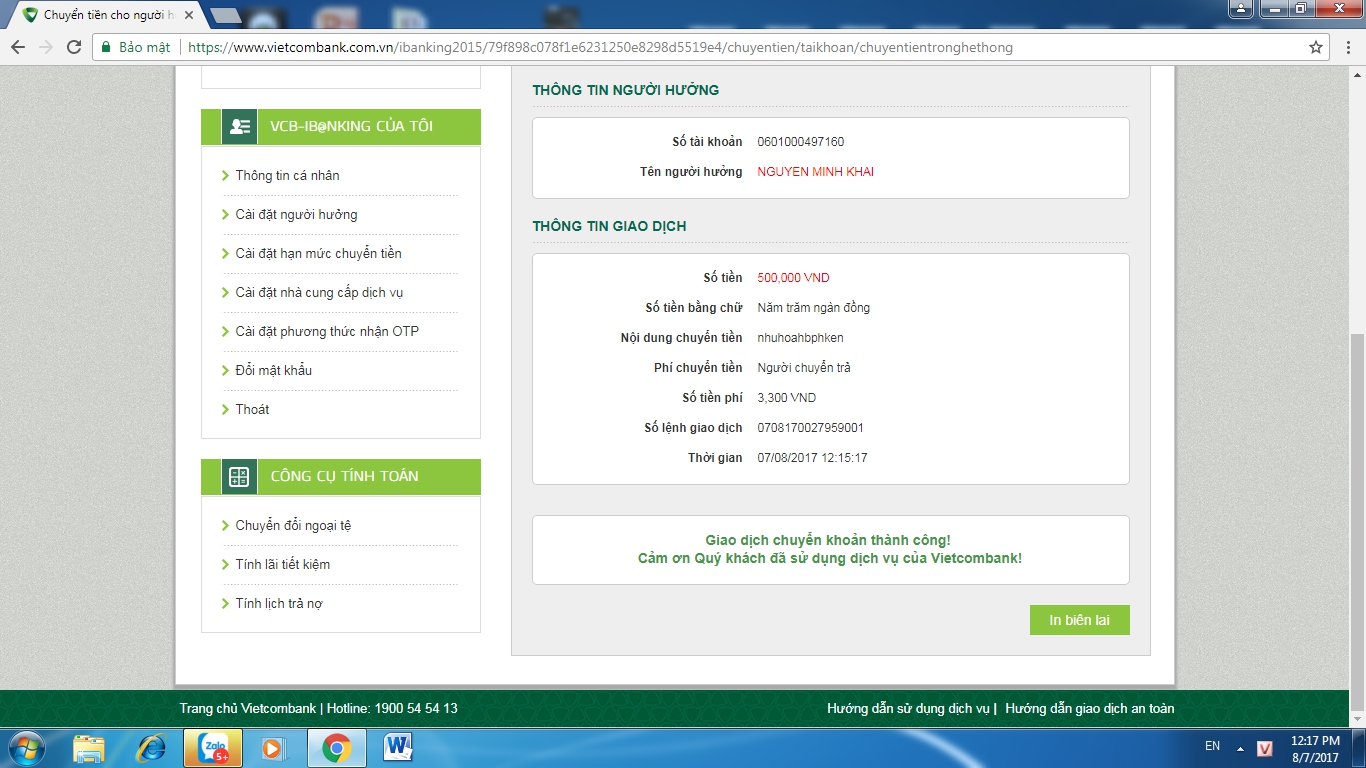 Chuyển tiền cho người h
Bảo mật
https://www.vietcombank.com.vn/ibanking2015/79f898c078f1e6231250e8298d5519e4/chuyentien/taikhoan/chuyentientronghethong
VCB-IB@NKING CỦA TÔI
Thông tin cá nhân
Cài đặt người hưởng
Cài đặt hạn mức chuyển tiền
Cài đặt nhà cung cấp dịch vụ
Cài đặt phương thức nhận OTP
Đổi mật khẩu
Thoát
CÔNG CỤ TÍNH TOÁN
Chuyển đổi ngoại tệ
Tính lãi tiết kiệm
Tính lịch trả nợ
THÔNG TIN NGƯỜI HƯỞNG
Số tài khoản 0601000497160
Tên người hưởng NGUYEN MINH KHAI
THÔNG TIN GIAO DỊCH
Số tiền 500,000 VND
Số tiền bằng chữ Năm trăm ngàn đồng
Nội dung chuyển tiền nhuhoahbphken
Phí chuyển tiền Người chuyển trả
Số tiền phí 3,300 VND
Số lệnh giao dịch 0708170027959001
Thời gian 07/08/2017 12:15:17
Giao dịch chuyển khoản thành công!
Cảm ơn Quý khách đã sử dụng dịch vụ của Vietcombank!
In biên lai
Trang chủ Vietcombank | Hotline: 1900 54 54 13
Hướng dẫn sử dụng dịch vụ | Hướng dẫn giao dịch an toàn
Zalo
5+
W
EN
V
12:17 PM
8/7/2017